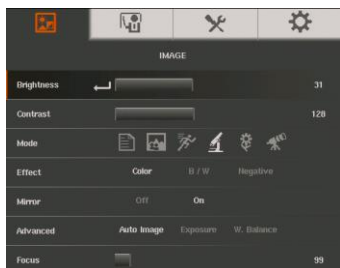 IMAGE
Brightness 31
Contrast 128
Mode
Effect Color B / W Negative
Mirror Off On
Advanced Auto Image Exposure W. Balance
Focus 99